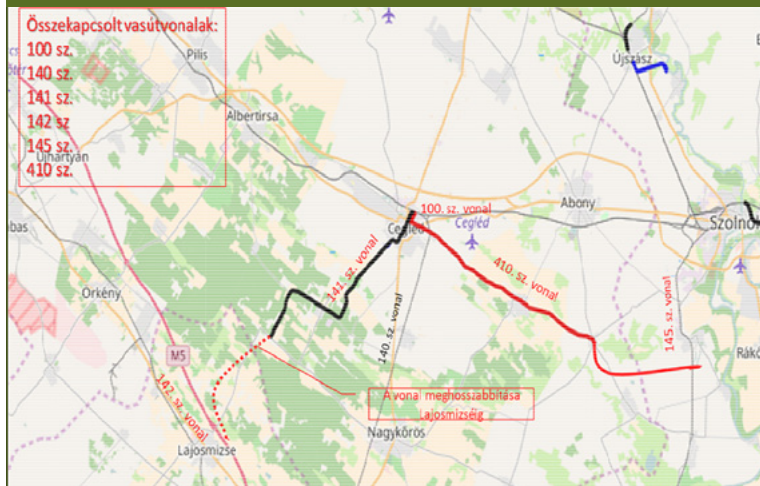 Összekapcsolt vasútvonalak:
100 sz.
140 sz.
141 sz.
142 sz
145 sz.
410 sz.
Pilis
Albertirsa
Újhartyán
Újszász
100. sz. vonal
Cegléd
Cegléd
Abony
Szolno
141. sz. vonal
410. sz. vonal
140. sz. vonal
145. sz. vonal
bas
Örkény
M5
142. sz. vonal
Rákó
A vonal meghosszabbítása
Lajosmizséig
Lajosmizse
Nagykőrös